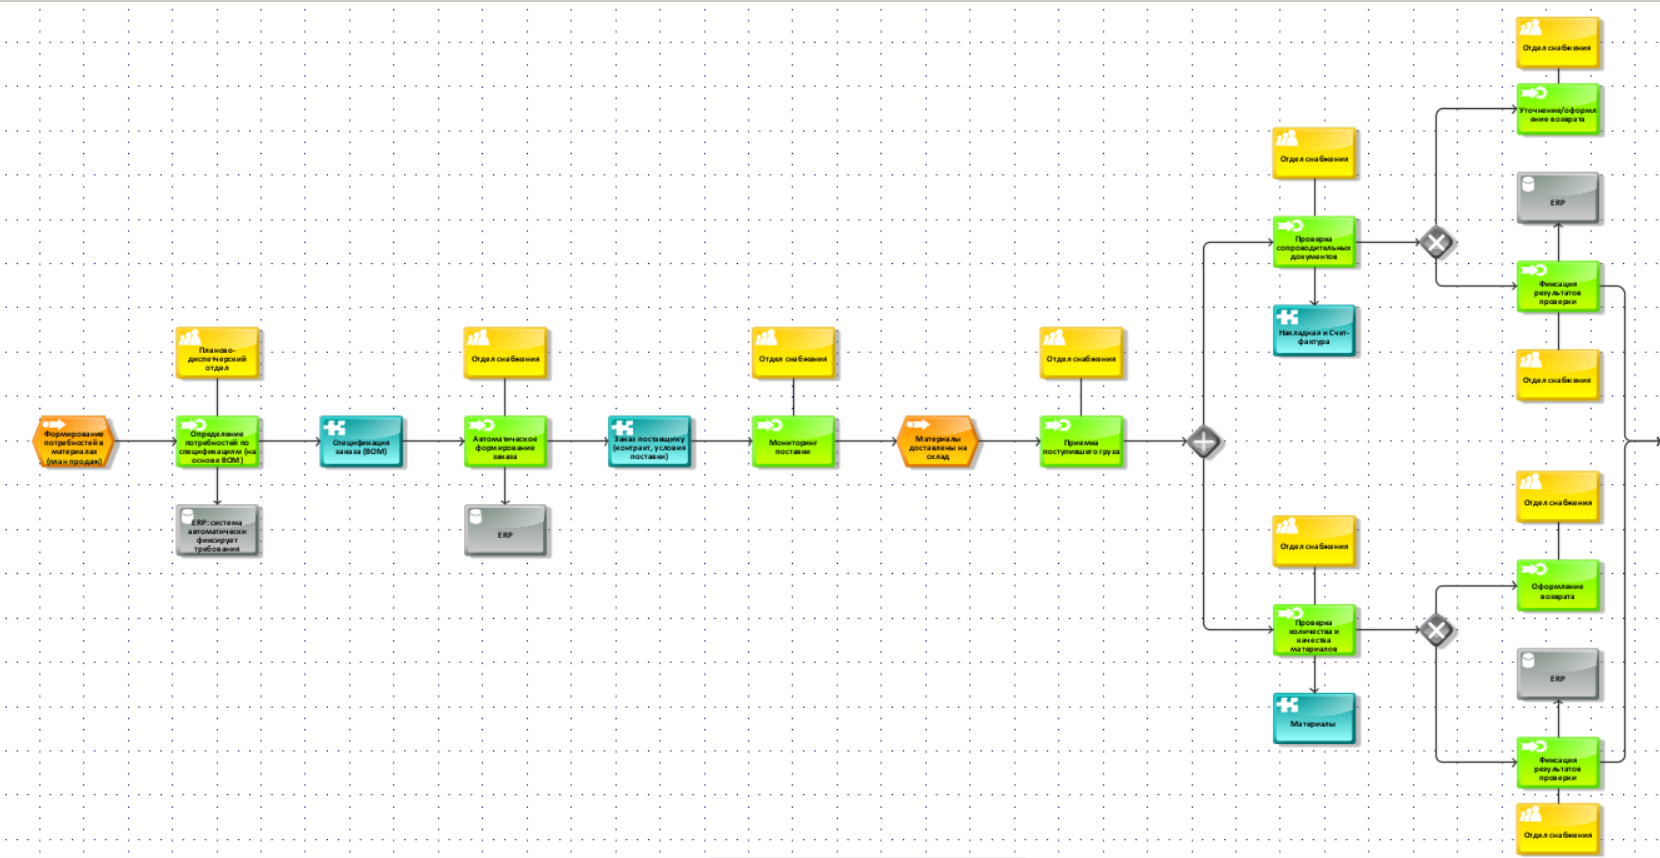 Формирование
потребностей в
материалах
(план продаж)
Планово-
диспетчерский
отдел
Определение
потребностей по
спецификациям (на
основе BOM)
ERP: система
автоматически
фиксирует
требования
Спецификация
заказа (BOM)
Отдел снабжения
Автоматическое
формирование
заказа
ERP
Заказ поставщику
(контракт, условия
поставки)
Отдел снабжения
Мониторинг
поставки
Материалы
доставлены на
склад
Отдел снабжения
Приемка
поступившего груза
Отдел снабжения
Проверка
сопроводительных
документов
Накладная и Счет-
фактура
Отдел снабжения
Проверка
количества и
качества
материалов
Материалы
Отдел снабжения
Уточнение/оформл
ение возврата
ERP
Фиксация
результатов
проверки
Отдел снабжения
Отдел снабжения
Оформление
возврата
ERP
Фиксация
результатов
проверки
Отдел снабжения